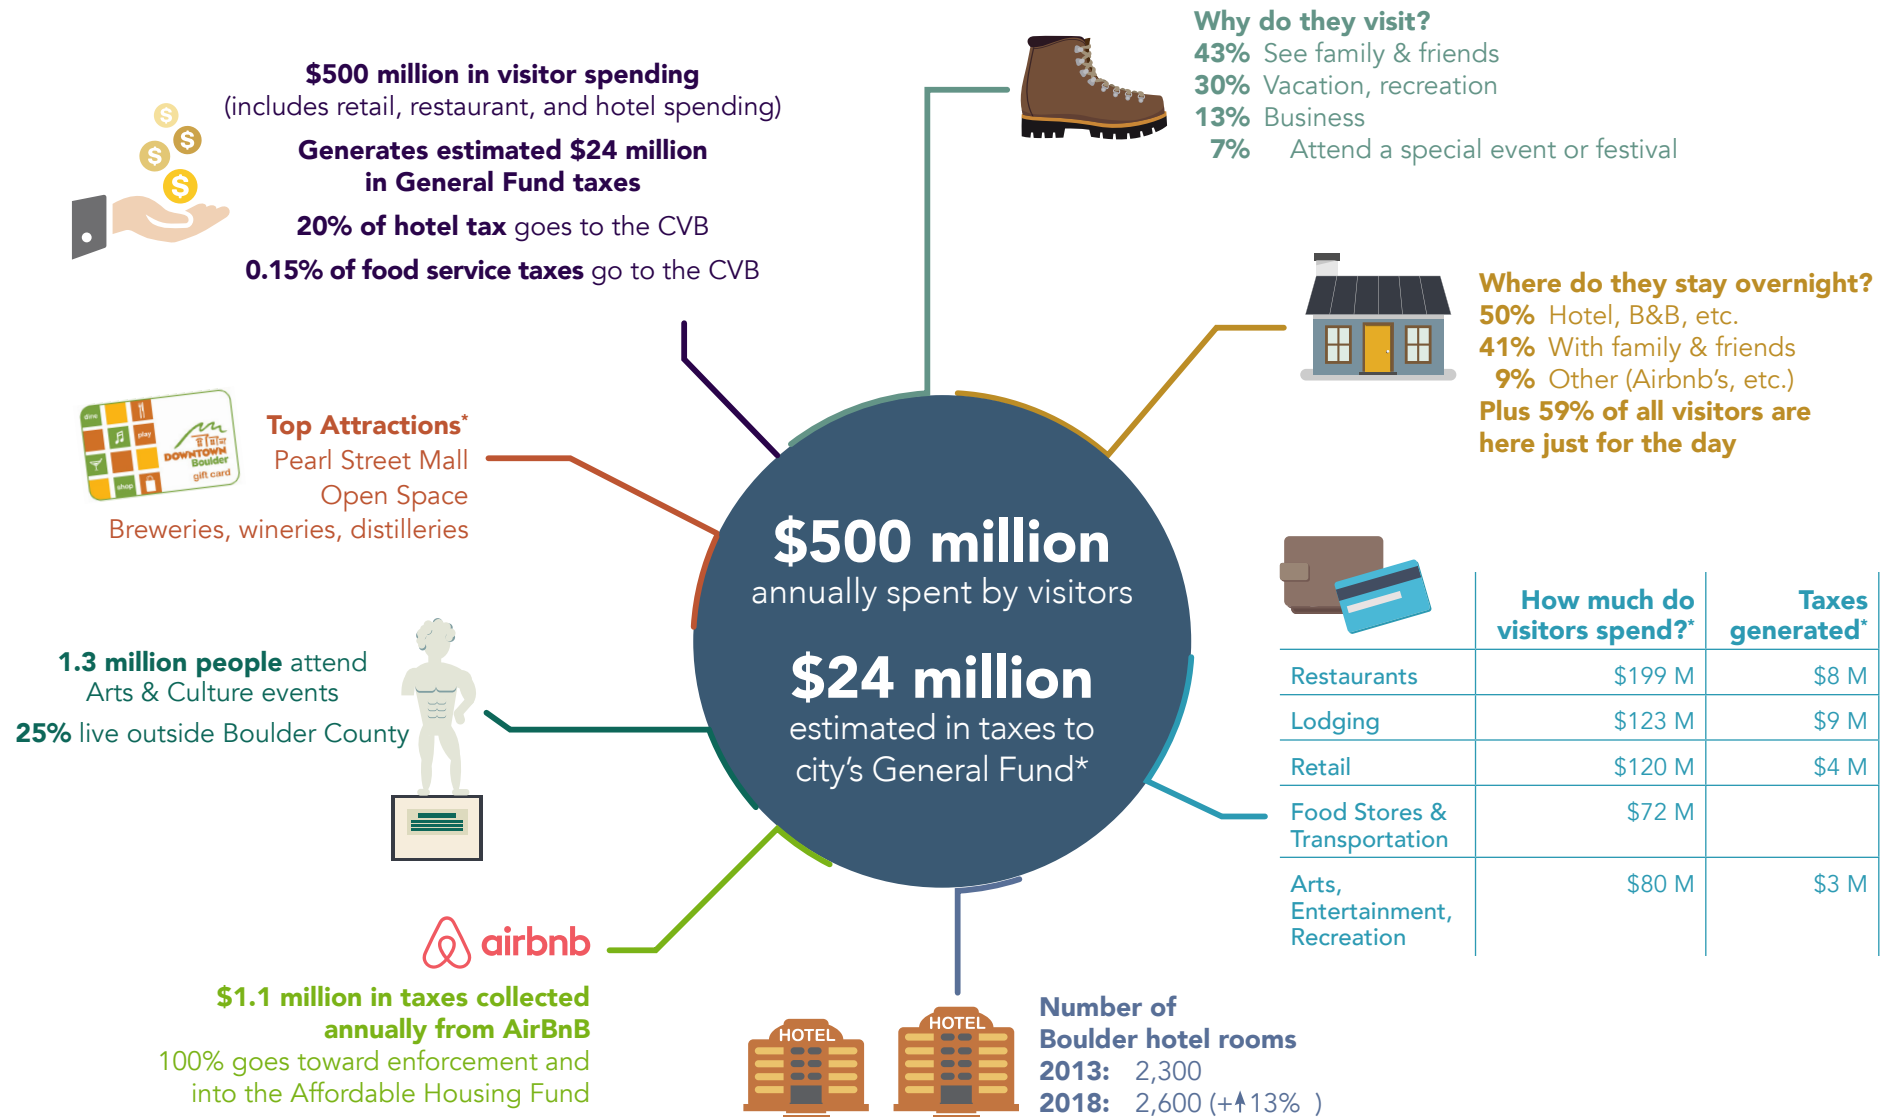 $500 million in visitor spending
(includes retail, restaurant, and hotel spending)
Generates estimated $24 million
in General Fund taxes
20% of hotel tax goes to the CVB
0.15% of food service taxes go to the CVB
Why do they visit?
43% See family & friends
30% Vacation, recreation
13% Business
7% Attend a special event or festival
Where do they stay overnight?
50% Hotel, B&B, etc.
41% With family & friends
9% Other (Airbnb's, etc.)
Plus 59% of all visitors are
here just for the day
dine
play
shop
DOWNTOWN
Boulder
gift card
Top Attractions*
Pearl Street Mall
Open Space
Breweries, wineries, distilleries
$500 million
annually spent by visitors
$24 million
estimated in taxes to
city's General Fund*
How much do visitors spend?* Taxes generated*
Restaurants $199 M $8 M
Lodging $123 M $9 M
Retail $120 M $4 M
Food Stores & $72 M
Transportation
Arts, $80 M $3 M
Entertainment,
Recreation
1.3 million people attend
Arts & Culture events
25% live outside Boulder County
airbnb
$1.1 million in taxes collected
annually from AirBnB
100% goes toward enforcement and
into the Affordable Housing Fund
HOTEL
HOTEL
Number of
Boulder hotel rooms
2013: 2,300
2018: 2,600 (+13% )